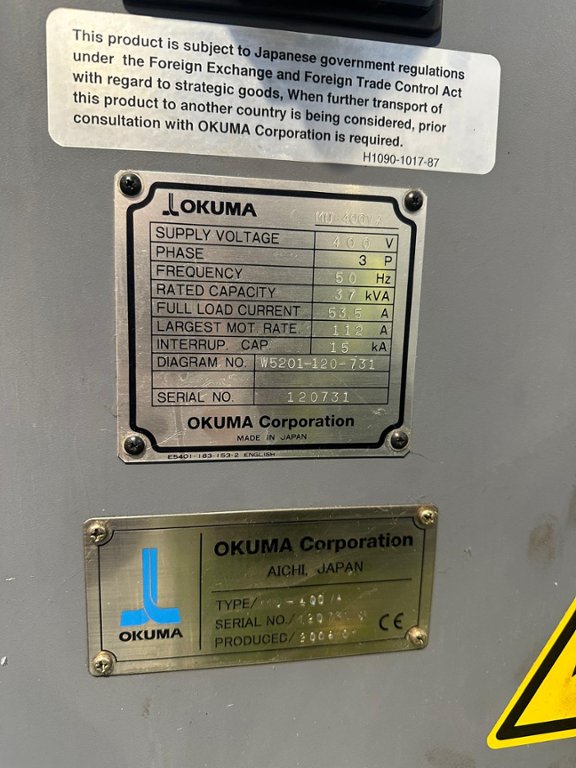 This product is subject to Japanese government regulations
under the Foreign Exchange and Foreign Trade Control Act
with regard to strategic goods, When further transport of
this product to another country is being considered, prior
consultation with OKUMA Corporation is required.
H1090-1017-87
OKUMA
SUPPLY VOLTAGE 400 V
PHASE 3 P
FREQUENCY 50 Hz
RATED CAPACITY 37 kVA
FULL LOAD CURRENT 53.5 A
LARGEST MOT. RATE. 112 A
INTERRUP. CAP. 15 kA
DIAGRAM NO. W5201-120-731
SERIAL NO. 120731
OKUMA Corporation
MADE IN JAPAN
E5401-183-153-2 ENGLISH
OKUMA
OKUMA Corporation
AICHI, JAPAN
TYPE/
SERIAL NO./
PRODUCED/
CE